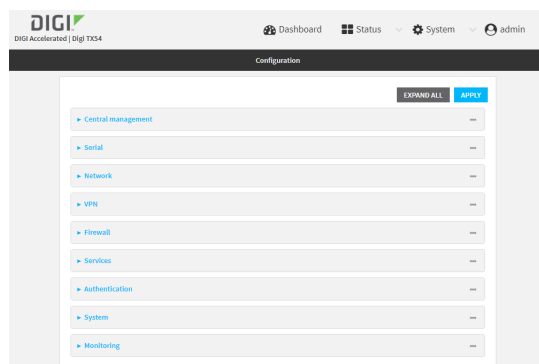 DIGI
DIGI Accelerated | Digi TX54
Dashboard Status System admin
Configuration
EXPAND ALL APPLY
Central management
Serial
Network
VPN
Firewall
Services
Authentication
System
Monitoring